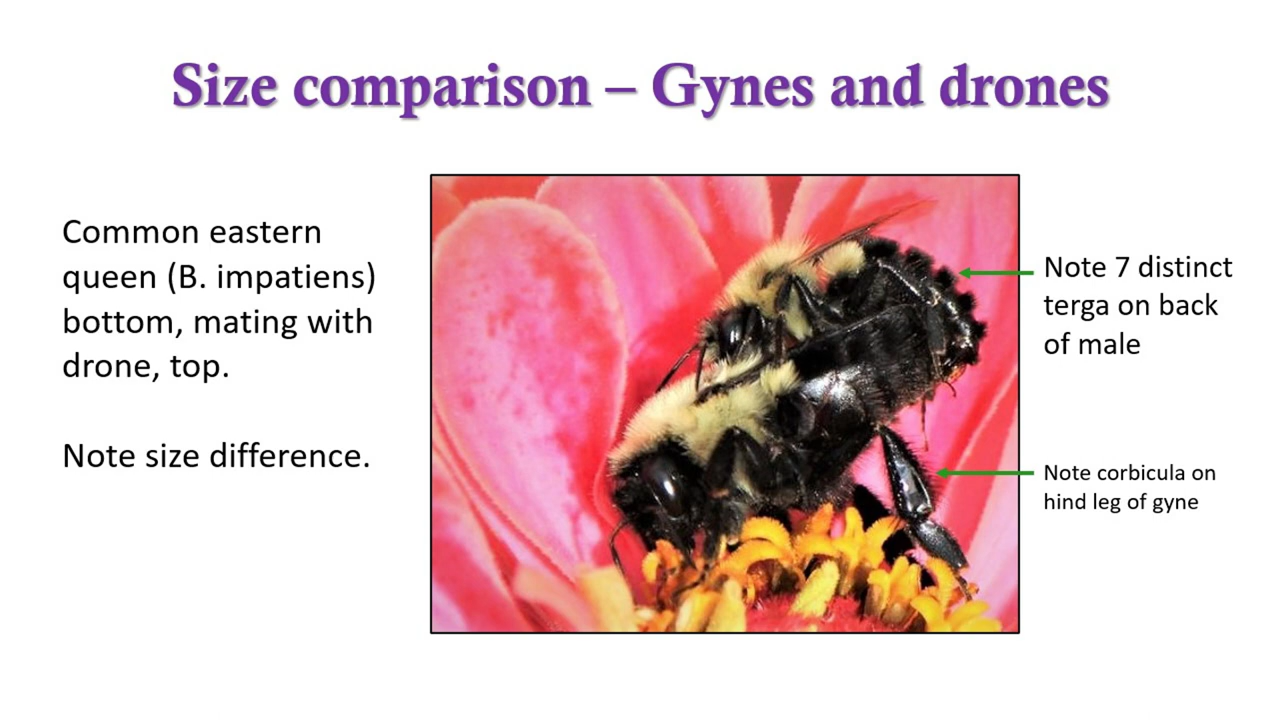 Size comparison – Gynes and drones
Common eastern
queen (B. impatiens)
bottom, mating with
drone, top.
Note size difference.
Note 7 distinct
terga on back
of male
Note corbicula on
hind leg of gyne